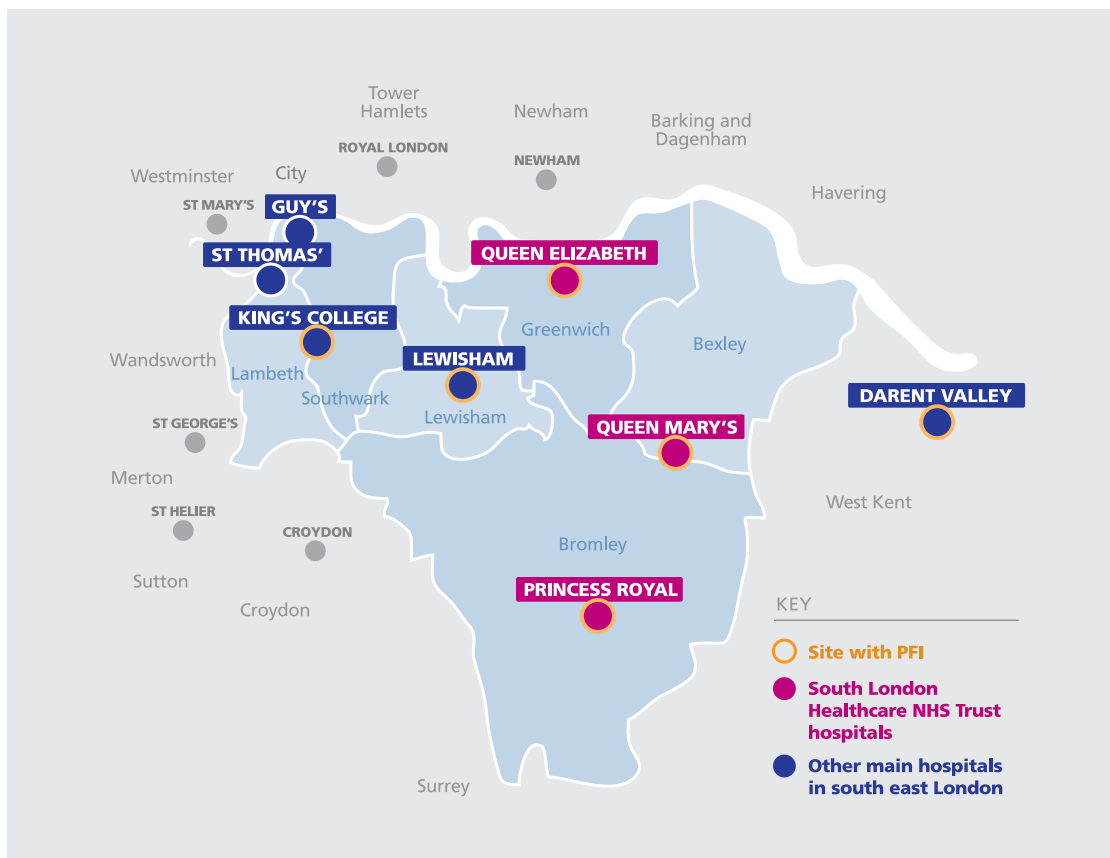 Tower
Hamlets
Newham
Barking and
Dagenham
ROYAL LONDON
NEWHAM
Westminster
City
Havering
ST MARY'S
GUY'S
ST THOMAS'
QUEEN ELIZABETH
KING'S COLLEGE
Greenwich
Bexley
LEWISHAM
Wandsworth
Lambeth
Southwark
Lewisham
DARENT VALLEY
ST GEORGE'S
QUEEN MARY'S
Merton
West Kent
ST HELIER
CROYDON
Bromley
Sutton
PRINCESS ROYAL
Croydon
Surrey
KEY
Site with PFI
South London
Healthcare NHS Trust
hospitals
Other main hospitals
in south east London